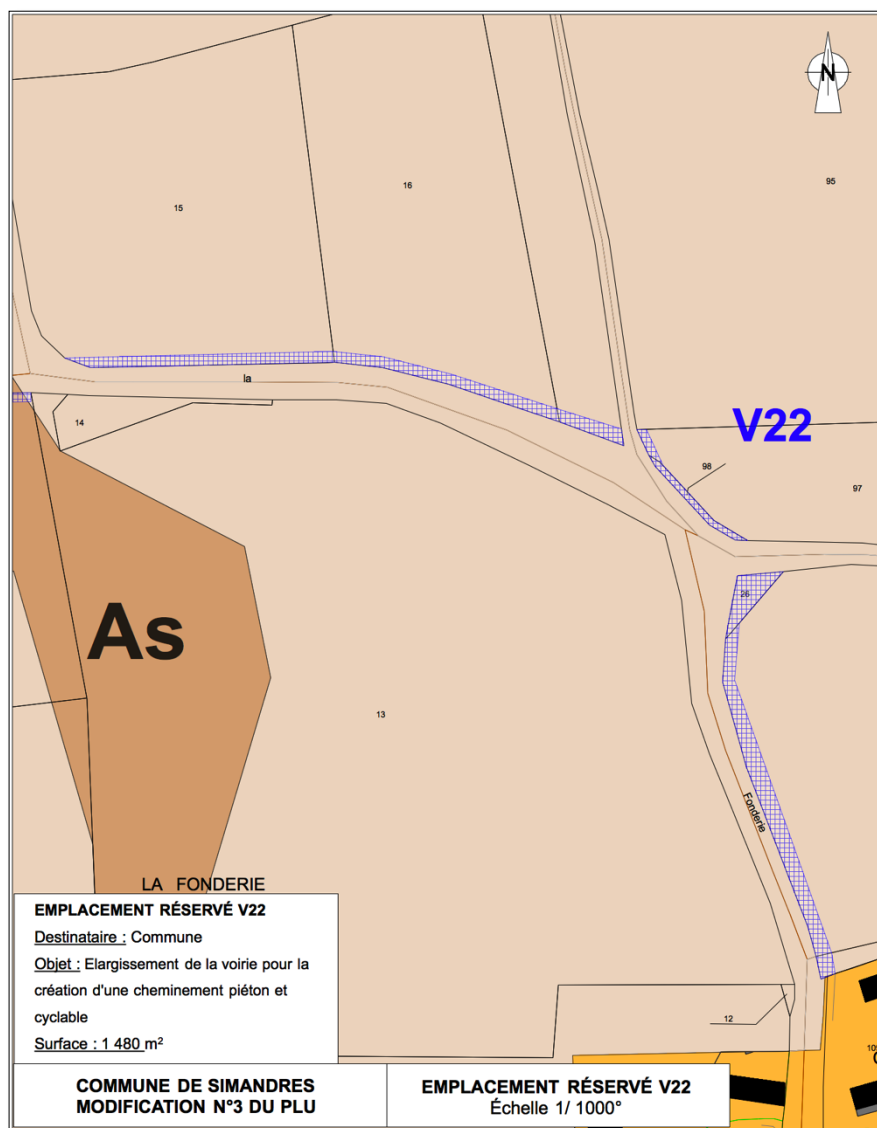 N
95
16
15
la
V22
14
98
97
26
As
13
Fonderie
LA FONDERIE
EMPLACEMENT RÉSERVÉ V22
Destinataire : Commune
Objet : Elargissement de la voirie pour la
création d'une cheminement piéton et
cyclable
Surface : 1 480 m²
12
COMMUNE DE SIMANDRES
MODIFICATION N°3 DU PLU
EMPLACEMENT RÉSERVÉ V22
Échelle 1/ 1000°